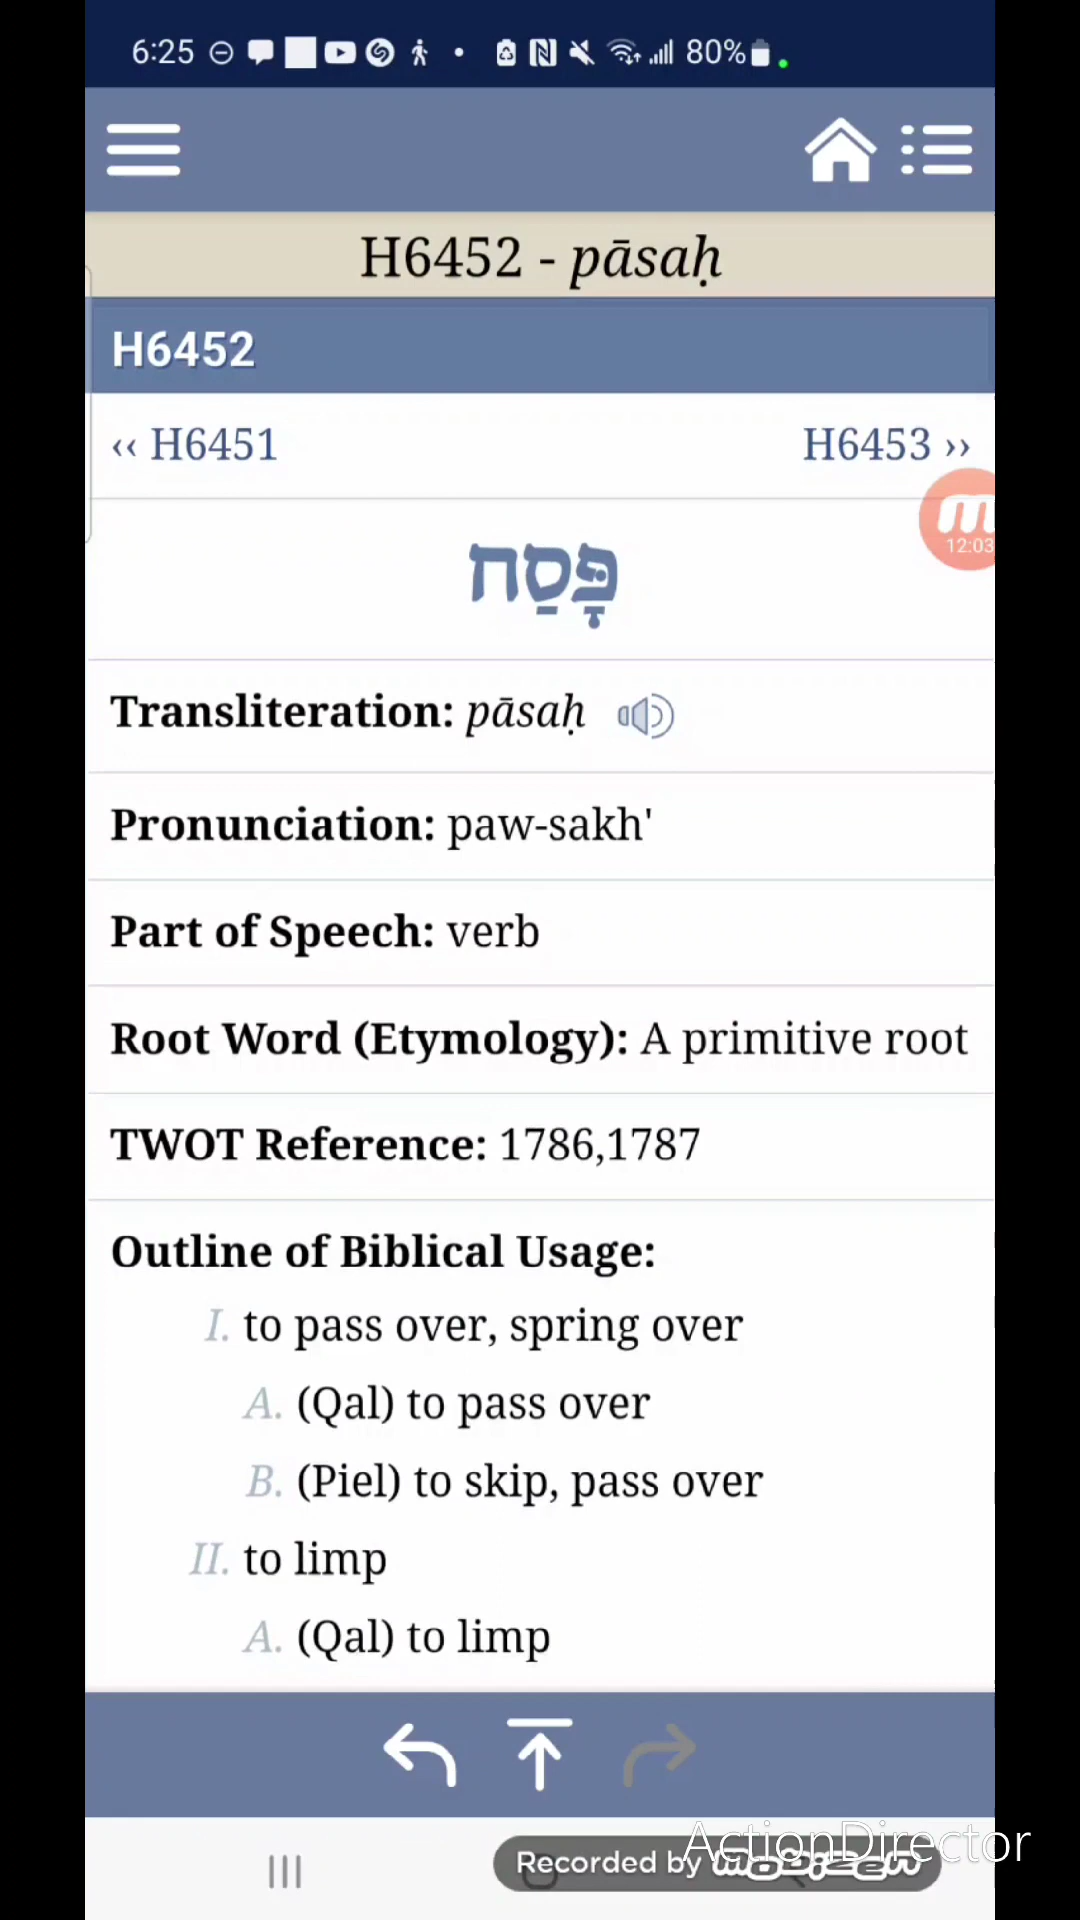 6:25 80%
H6452 - pāsaḥ
H6452
‹‹ H6451 H6453 ››
12:03
פָּסַח
Transliteration: pāsaḥ
Pronunciation: paw-sakh'
Part of Speech: verb
Root Word (Etymology): A primitive root
TWOT Reference: 1786,1787
Outline of Biblical Usage:
I. to pass over, spring over
A. (Qal) to pass over
B. (Piel) to skip, pass over
II. to limp
A. (Qal) to limp
ActionDirector
Recorded by mobizen